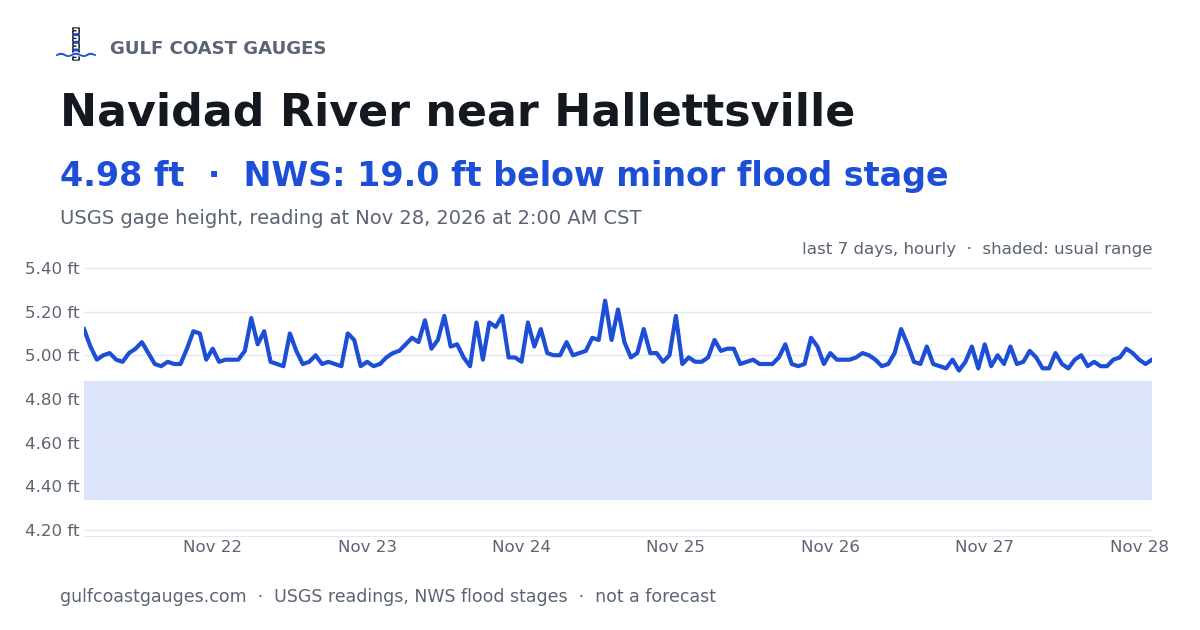 GULF COAST GAUGES
Navidad River near Hallettsville
4.98 ft · NWS: 19.0 ft below minor flood stage
USGS gage height, reading at Nov 28, 2026 at 2:00 AM CST
last 7 days, hourly · shaded: usual range
5.40 ft
5.20 ft
5.00 ft
4.80 ft
4.60 ft
4.40 ft
4.20 ft
Nov 22 Nov 23 Nov 24 Nov 25 Nov 26 Nov 27 Nov 28
gulfcoastgauges.com · USGS readings, NWS flood stages · not a forecast